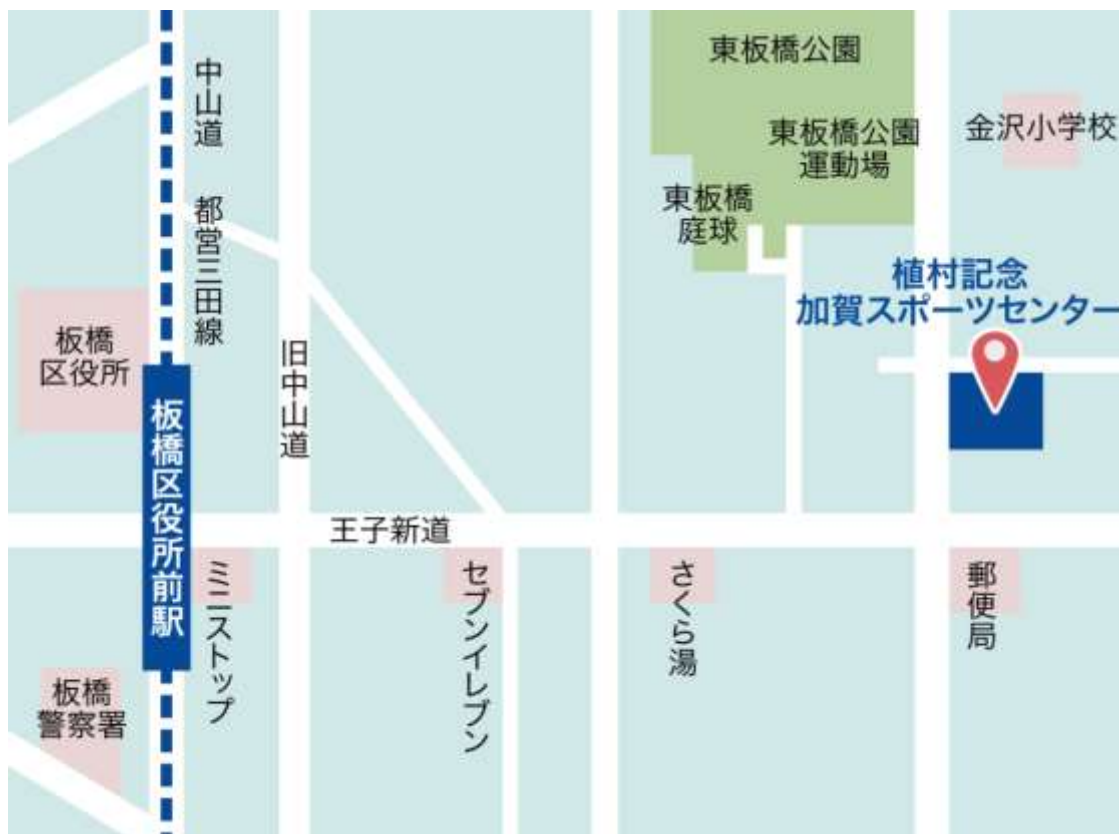 中山道
都営三田線
東板橋公園
東板橋公園
運動場
金沢小学校
東板橋
庭球
植村記念
加賀スポーツセンター
板橋
区役所
旧中山道
板橋区役所前駅
王子新道
ミニストップ
セブンイレブン
さくら湯
郵便局
板橋
警察署